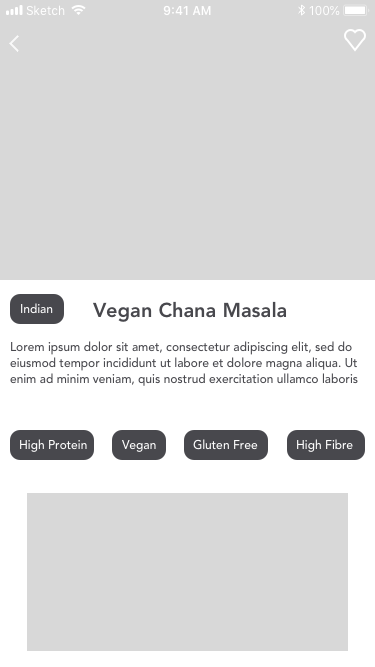 Sketch 9:41 AM 100%
Indian Vegan Chana Masala
Lorem ipsum dolor sit amet, consectetur adipiscing elit, sed do
eiusmod tempor incididunt ut labore et dolore magna aliqua. Ut
enim ad minim veniam, quis nostrud exercitation ullamco laboris
High Protein Vegan Gluten Free High Fibre